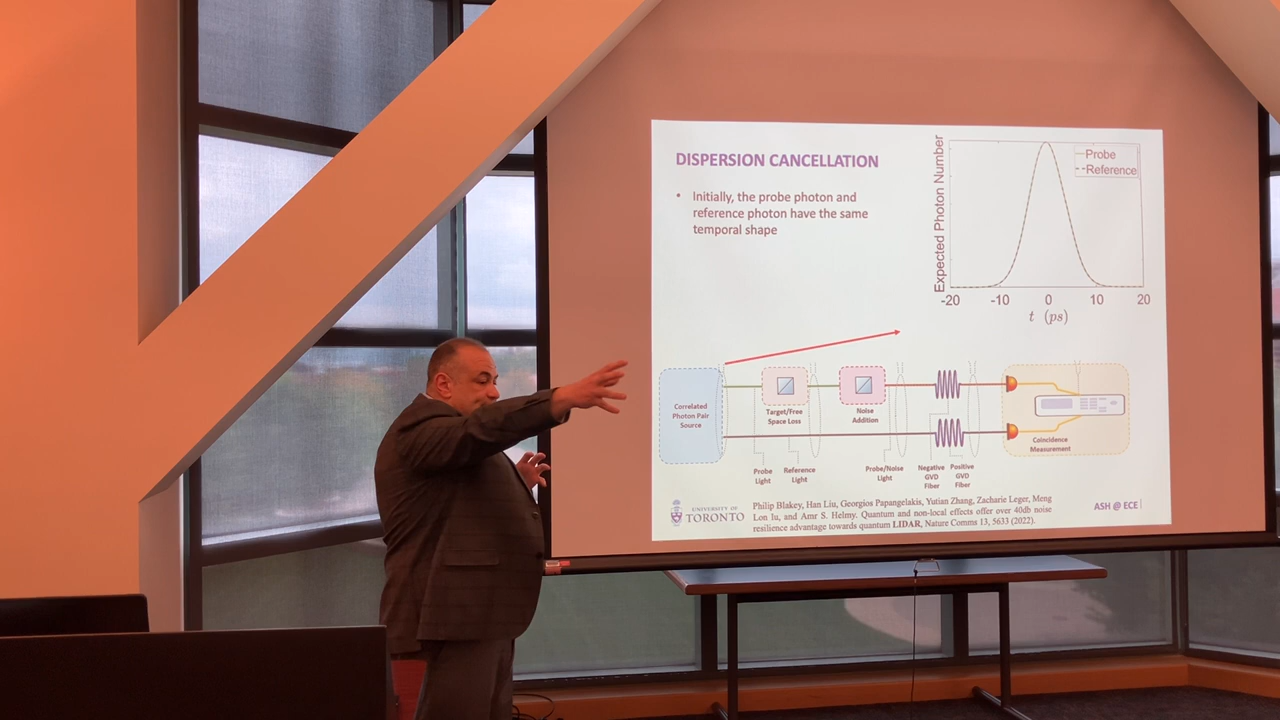 DISPERSION CANCELLATION
• Initially, the probe photon and
reference photon have the same
temporal shape
Expected Photon Number
Probe
Reference
-20 -10 0 10 20
t (ps)
Correlated
Photon Pair
Source
Target/Free
Space Loss
Noise
Addition
Coincidence
Measurement
Probe
Light
Reference
Light
Probe/Noise
Light
Negative
GVD
Fiber
Positive
GVD
Fiber
UNIVERSITY OF
TORONTO
Philip Blakey, Han Liu, Georgios Papangelakis, Yutian Zhang, Zacharie Leger, Meng
Lon Iu, and Amr S. Helmy. Quantum and non-local effects offer over 40db noise
resilience advantage towards quantum LIDAR, Nature Comms 13, 5633 (2022).
ASH @ ECE